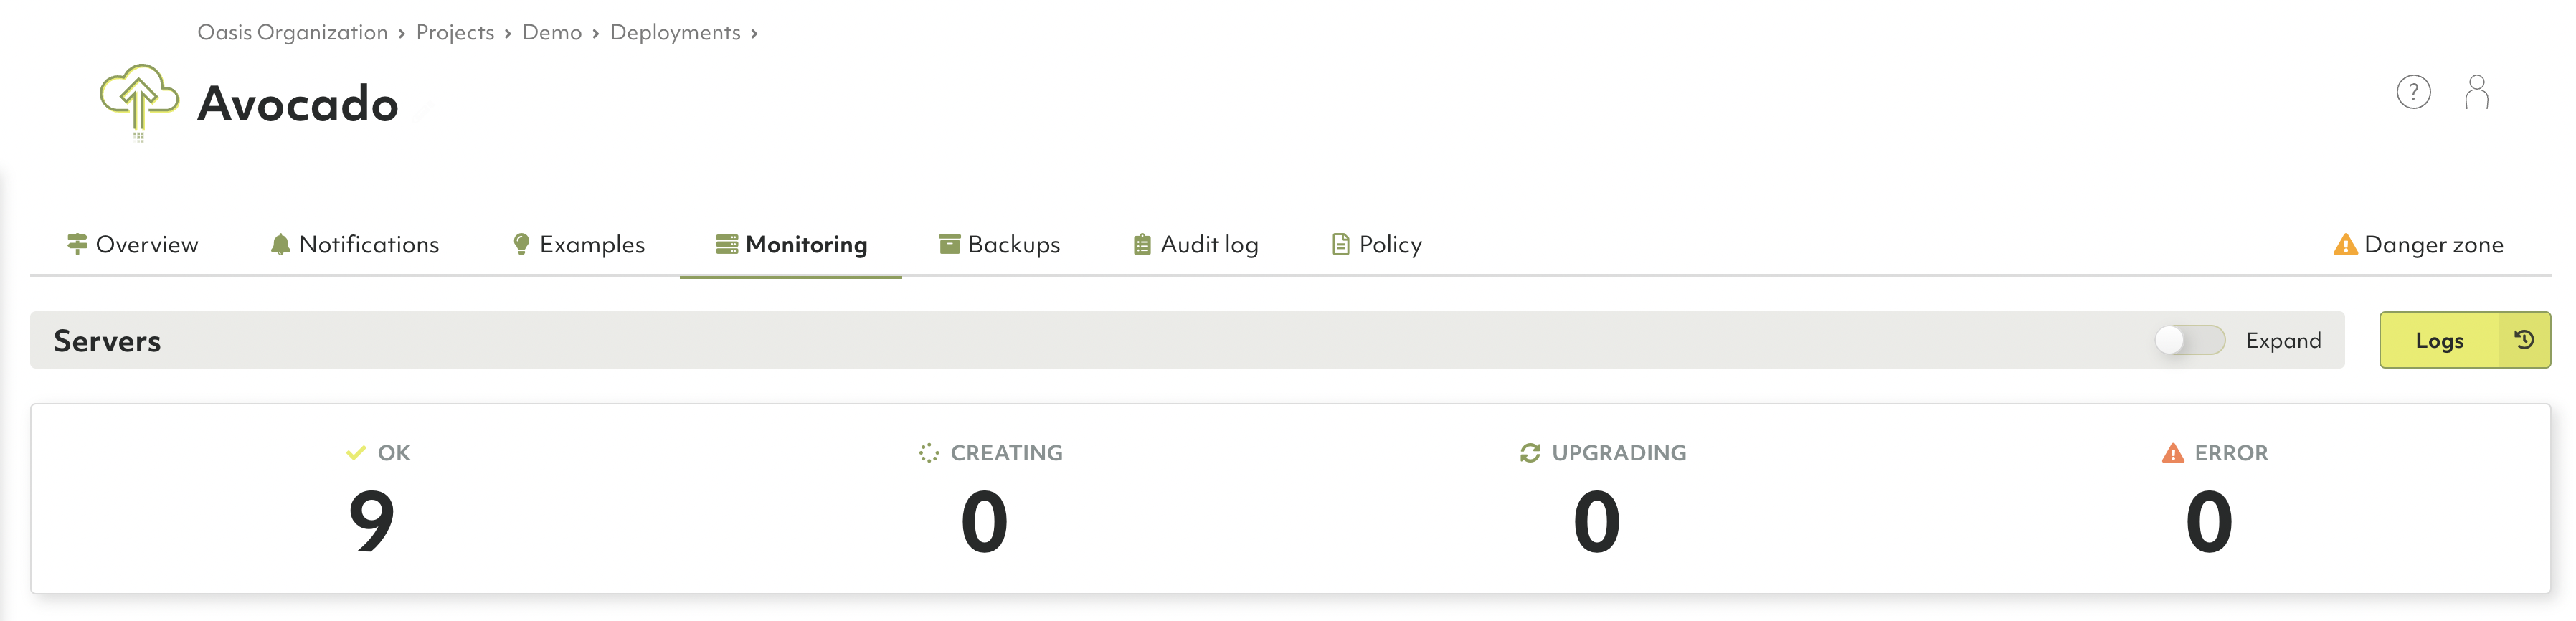 Oasis Organization > Projects > Demo > Deployments >
Avocado
?
Overview Notifications Examples Monitoring Backups Audit log Policy Danger zone
Servers Expand Logs
OK CREATING UPGRADING ERROR
9 0 0 0